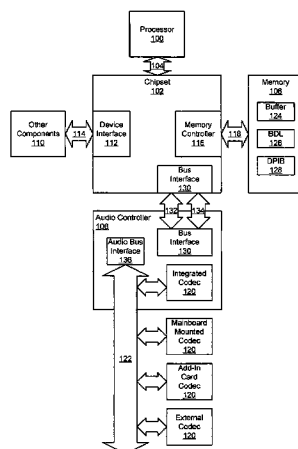 Processor
100
104
Chipset
102
Memory
106
Buffer
124
BDL
126
DPIB
128
Other
Components
110
114
Device
Interface
112
Memory
Controller
116
118
Bus
Interface
130
132
134
Audio Controller
108
Bus
Interface
130
Audio Bus
Interface
136
Integrated
Codec
120
122
Mainboard
Mounted
Codec
120
Add-In
Card Codec
120
External
Codec
120